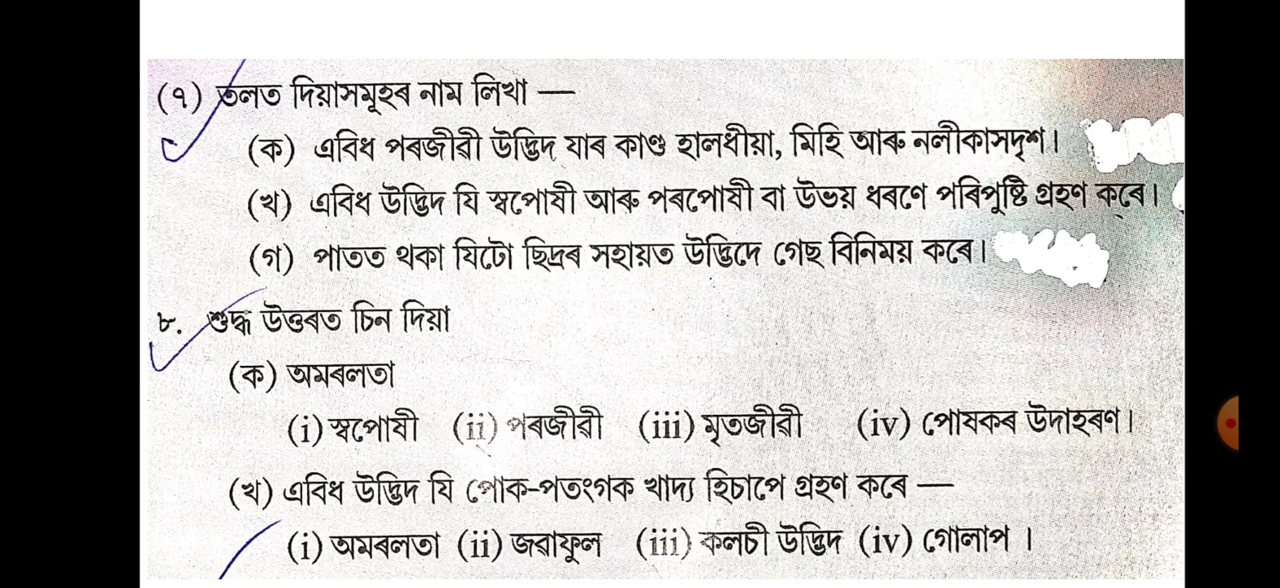 (৭) তলত দিয়াসমূহৰ নাম লিখা —
(ক) এবিধ পৰজীৱী উদ্ভিদ যাৰ কাণ্ড হালধীয়া, মিহি আৰু নলীকাসদৃশ।
(খ) এবিধ উদ্ভিদ যি স্বপোষী আৰু পৰপোষী বা উভয় ধৰণে পৰিপুষ্টি গ্ৰহণ কৰে।
(গ) পাতত থকা যিটো ছিদ্ৰৰ সহায়ত উদ্ভিদে গেছ বিনিময় কৰে।
৮. শুদ্ধ উত্তৰত চিন দিয়া
(ক) অমৰলতা
(i) স্বপোষী (ii) পৰজীৱী (iii) মৃতজীৱী (iv) পোষকৰ উদাহৰণ।
(খ) এবিধ উদ্ভিদ যি পোক-পতংগক খাদ্য হিচাপে গ্ৰহণ কৰে —
(i) অমৰলতা (ii) জৱাফুল (iii) কলচী উদ্ভিদ (iv) গোলাপ ।